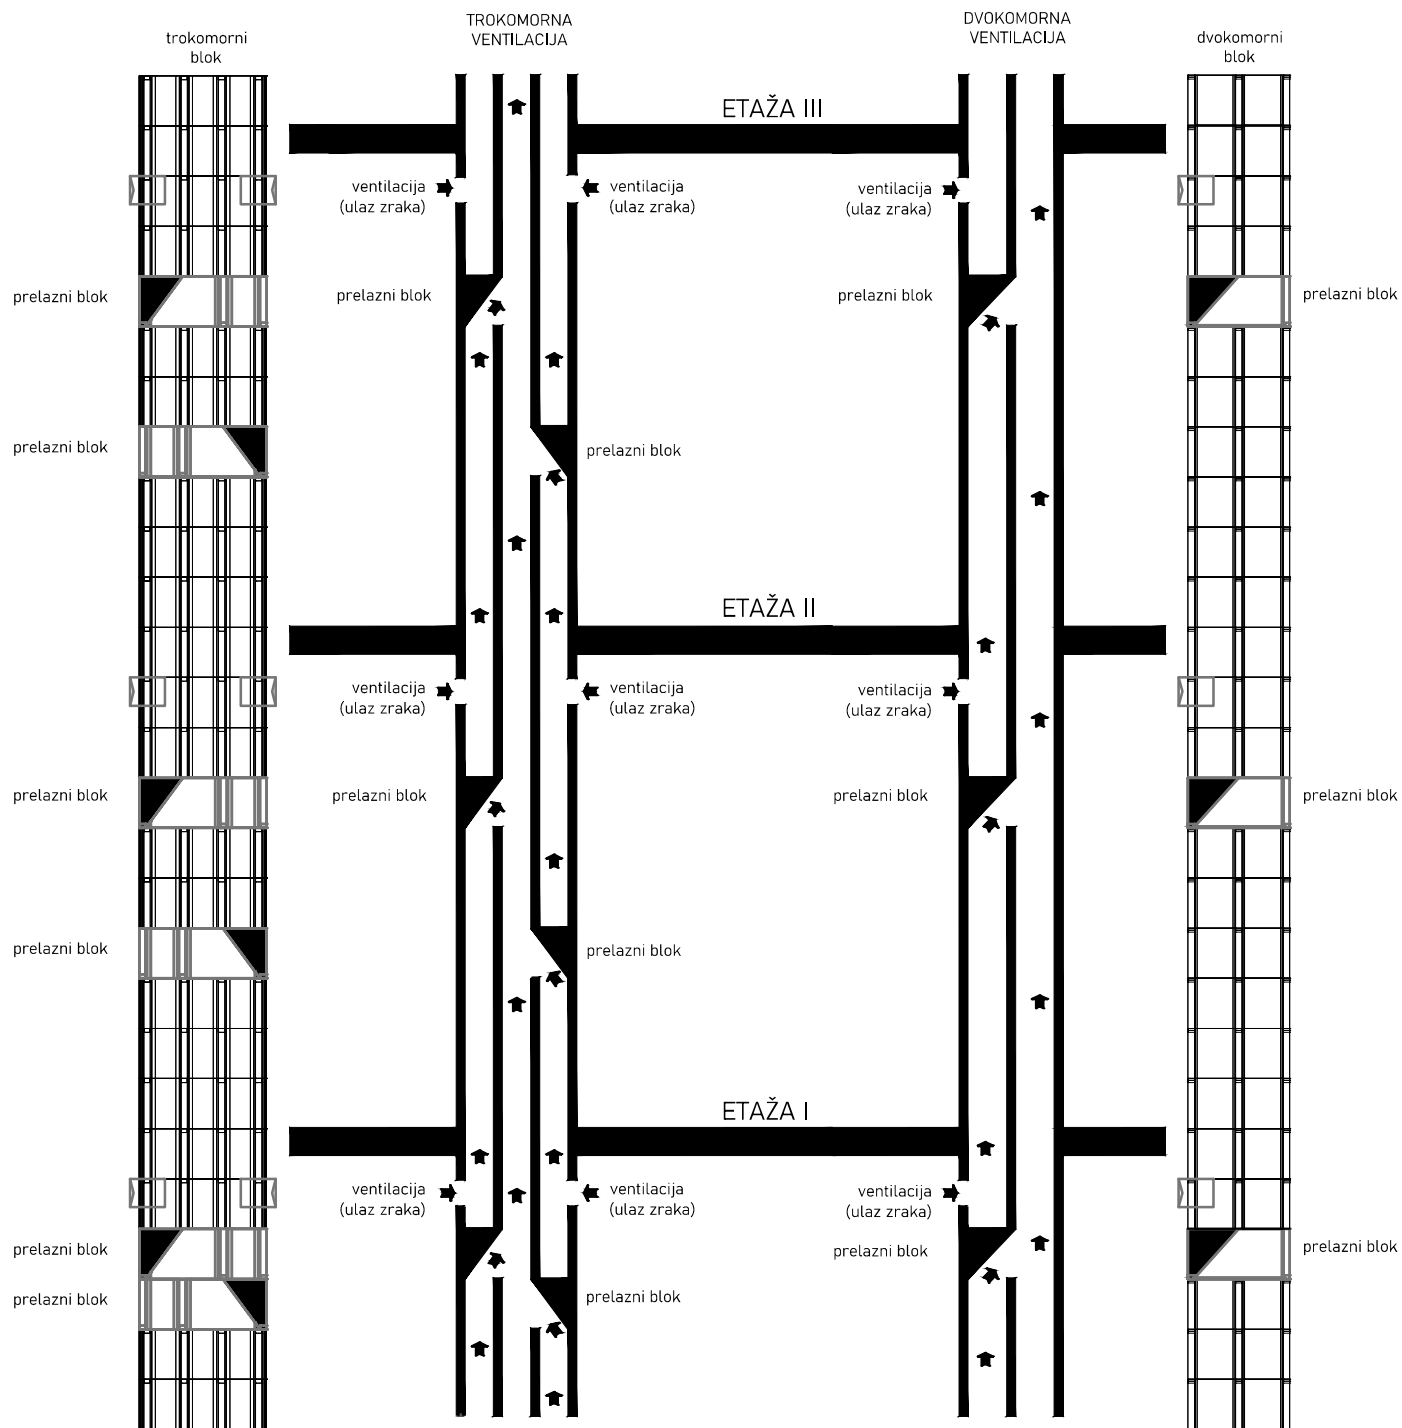 TROKOMORNA
VENTILACIJA
DVOKOMORNA
VENTILACIJA
trokomorni
blok
dvokomorni
blok
ETAŽA III
ventilacija
(ulaz zraka)
ventilacija
(ulaz zraka)
ventilacija
(ulaz zraka)
prelazni blok
prelazni blok
prelazni blok
prelazni blok
prelazni blok
prelazni blok
ETAŽA II
ventilacija
(ulaz zraka)
ventilacija
(ulaz zraka)
ventilacija
(ulaz zraka)
prelazni blok
prelazni blok
prelazni blok
prelazni blok
prelazni blok
prelazni blok
ETAŽA I
ventilacija
(ulaz zraka)
ventilacija
(ulaz zraka)
ventilacija
(ulaz zraka)
prelazni blok
prelazni blok
prelazni blok
prelazni blok
prelazni blok